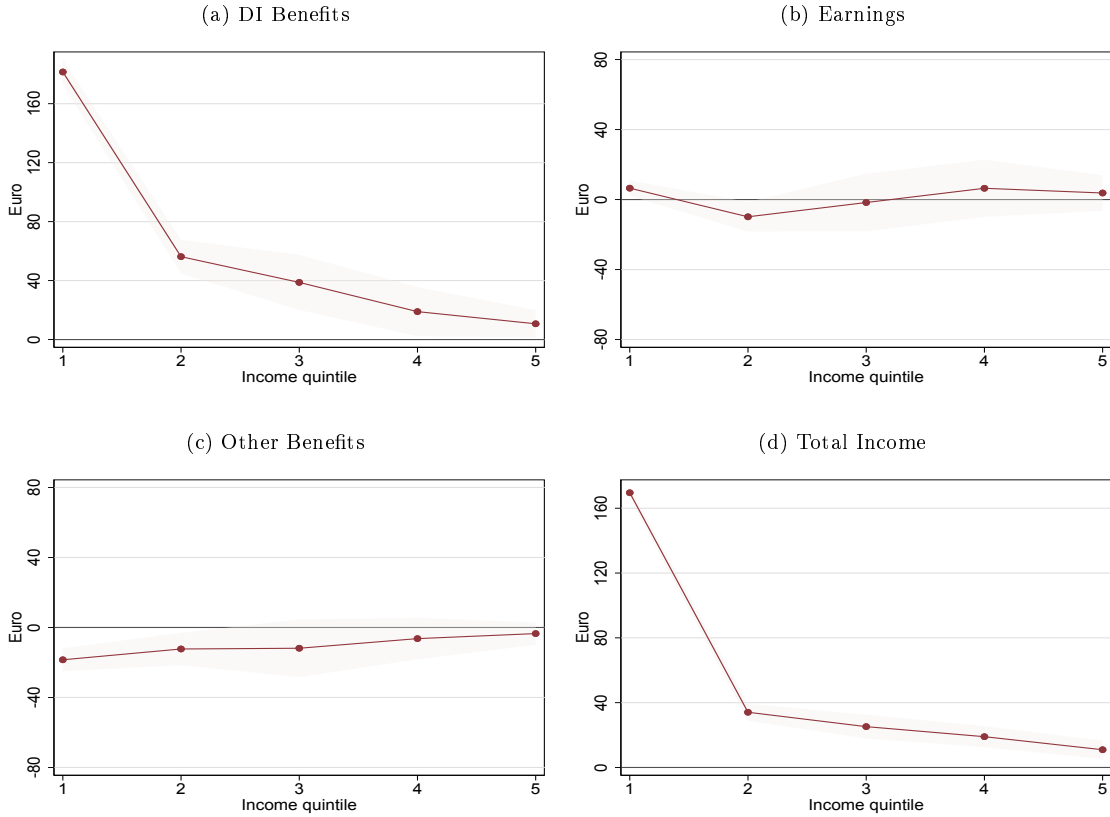 (a) DI Benefits
Euro
160
120
80
40
0
1 2 3 4 5
Income quintile
(b) Earnings
Euro
80
40
0
-40
-80
1 2 3 4 5
Income quintile
(c) Other Benefits
Euro
80
40
0
-40
-80
1 2 3 4 5
Income quintile
(d) Total Income
Euro
160
120
80
40
0
1 2 3 4 5
Income quintile